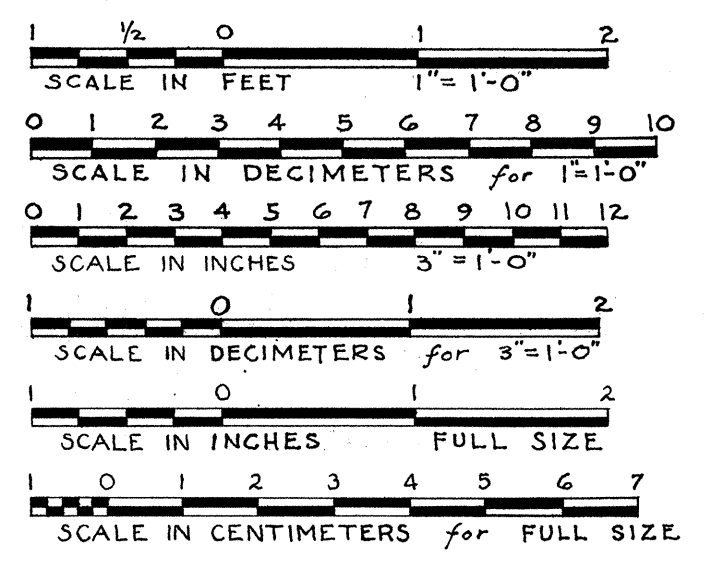 1 1/2 0 1 2
SCALE IN FEET 1"=1'-0"
0 1 2 3 4 5 6 7 8 9 10
SCALE IN DECIMETERS for 1"=1'-0"
0 1 2 3 4 5 6 7 8 9 10 11 12
SCALE IN INCHES 3"=1'-0"
1 0 1 2
SCALE IN DECIMETERS for 3"=1'-0"
1 0 1 2
SCALE IN INCHES FULL SIZE
1 0 1 2 3 4 5 6 7
SCALE IN CENTIMETERS for FULL SIZE